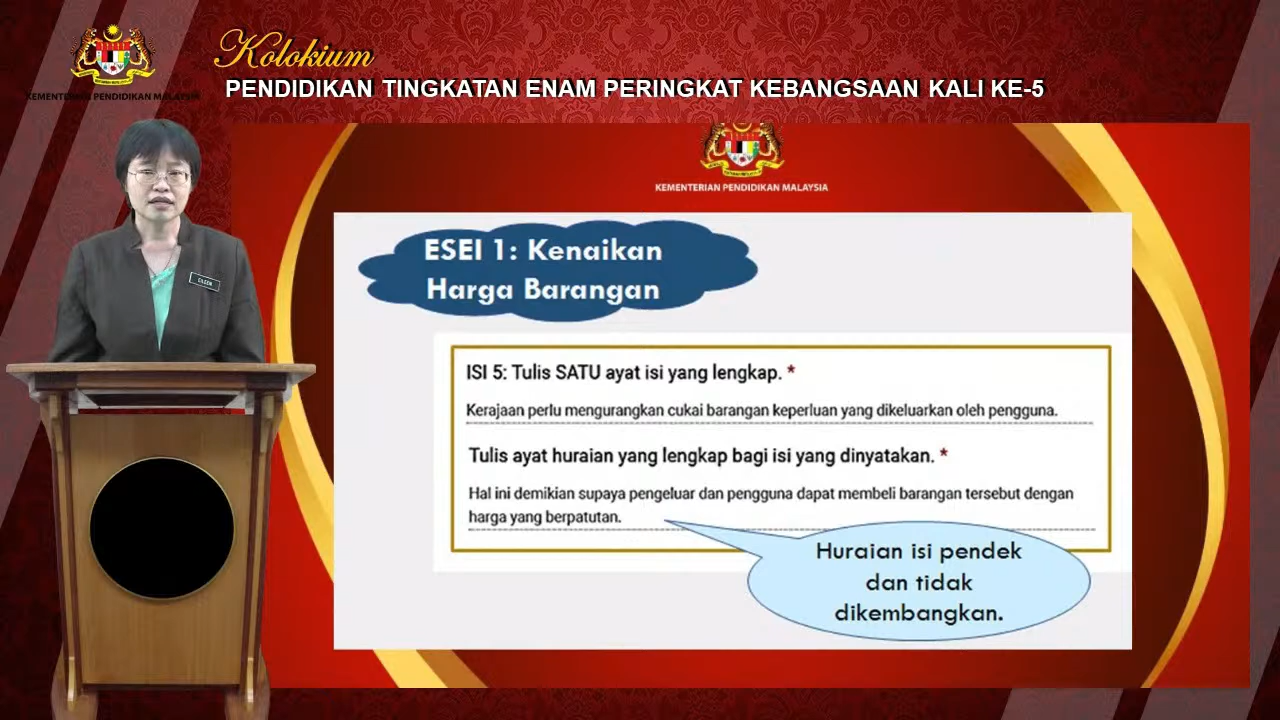 Kolokium
PENDIDIKAN TINGKATAN ENAM PERINGKAT KEBANGSAAN KALI KE-5
KEMENTERIAN PENDIDIKAN MALAYSIA
KEMENTERIAN PENDIDIKAN MALAYSIA
ESEI 1: Kenaikan
Harga Barangan
ISI 5: Tulis SATU ayat isi yang lengkap. *
Kerajaan perlu mengurangkan cukai barangan keperluan yang dikeluarkan oleh pengguna.
Tulis ayat huraian yang lengkap bagi isi yang dinyatakan. *
Hal ini demikian supaya pengeluar dan pengguna dapat membeli barangan tersebut dengan
harga yang berpatutan.
Huraian isi pendek
dan tidak
dikembangkan.